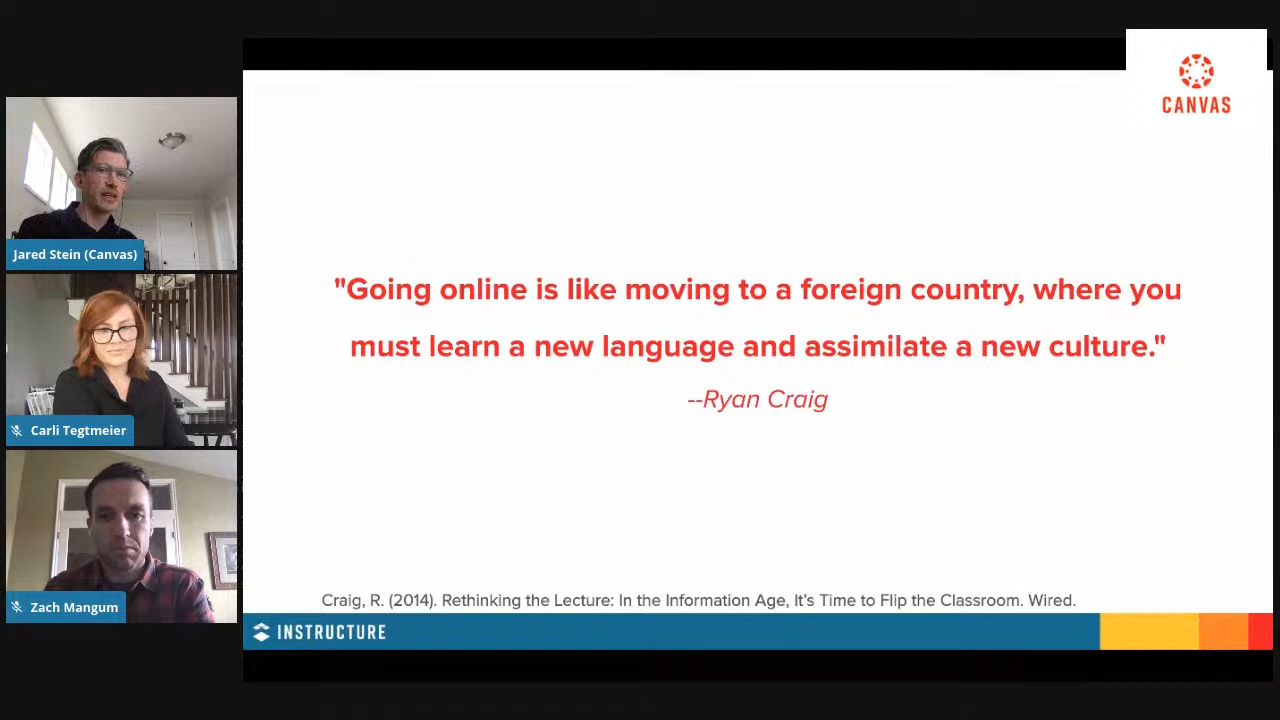 CANVAS
Jared Stein (Canvas)
Carli Tegtmeier
Zach Mangum
"Going online is like moving to a foreign country, where you
must learn a new language and assimilate a new culture."
--Ryan Craig
Craig, R. (2014). Rethinking the Lecture: In the Information Age, It’s Time to Flip the Classroom. Wired.
INSTRUCTURE